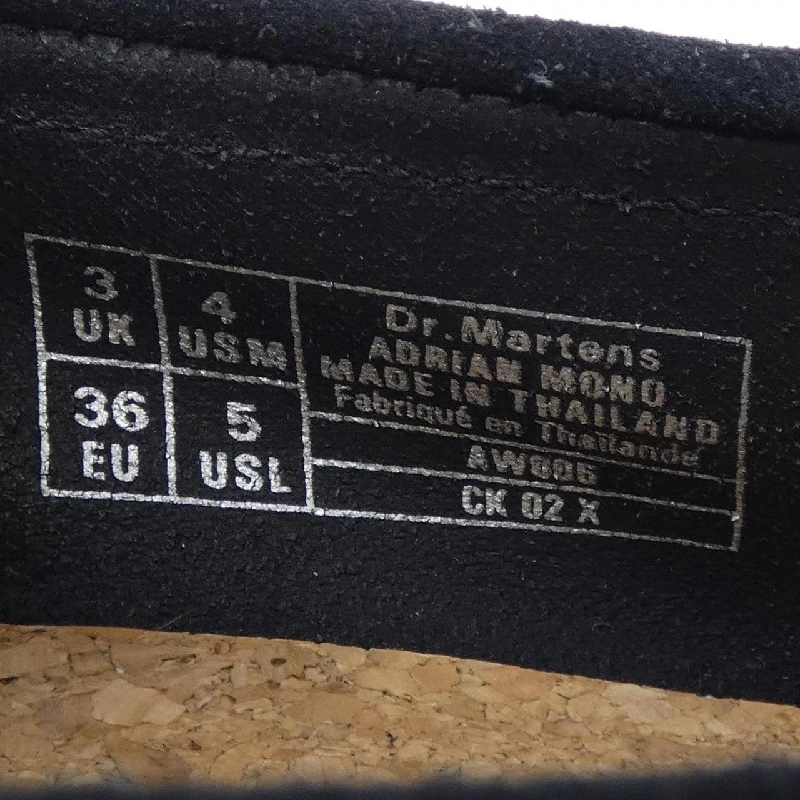 3
UK
4
USM
36
EU
5
USL
Dr.Martens
ADRIAN MONO
MADE IN THAILAND
Fabriqué en Thaïlande
AW006
CK 02 X